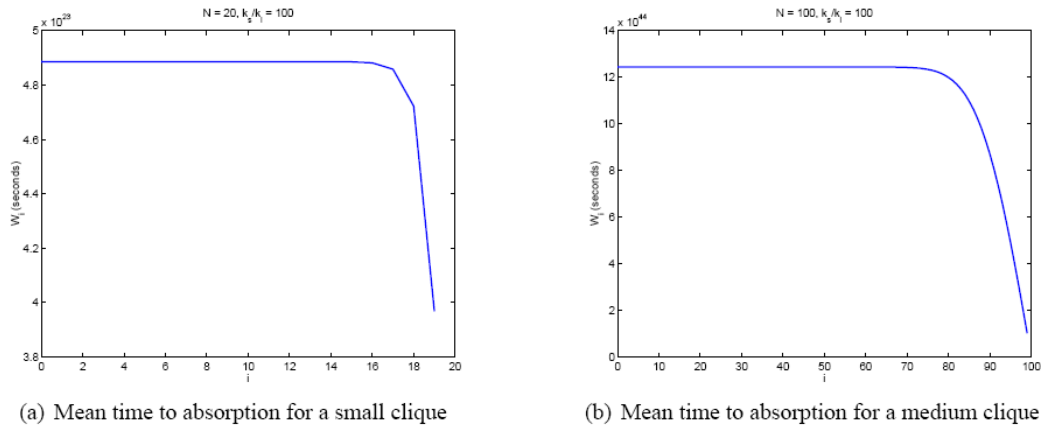 N = 20, k_s/k_i = 100
x 10^23
5
4.8
4.6
4.4
4.2
4
3.8
W_i (seconds)
0 2 4 6 8 10 12 14 16 18 20
i
(a) Mean time to absorption for a small clique
N = 100, k_s/k_i = 100
x 10^44
14
12
10
8
6
4
2
0
W_i (seconds)
0 10 20 30 40 50 60 70 80 90 100
i
(b) Mean time to absorption for a medium clique